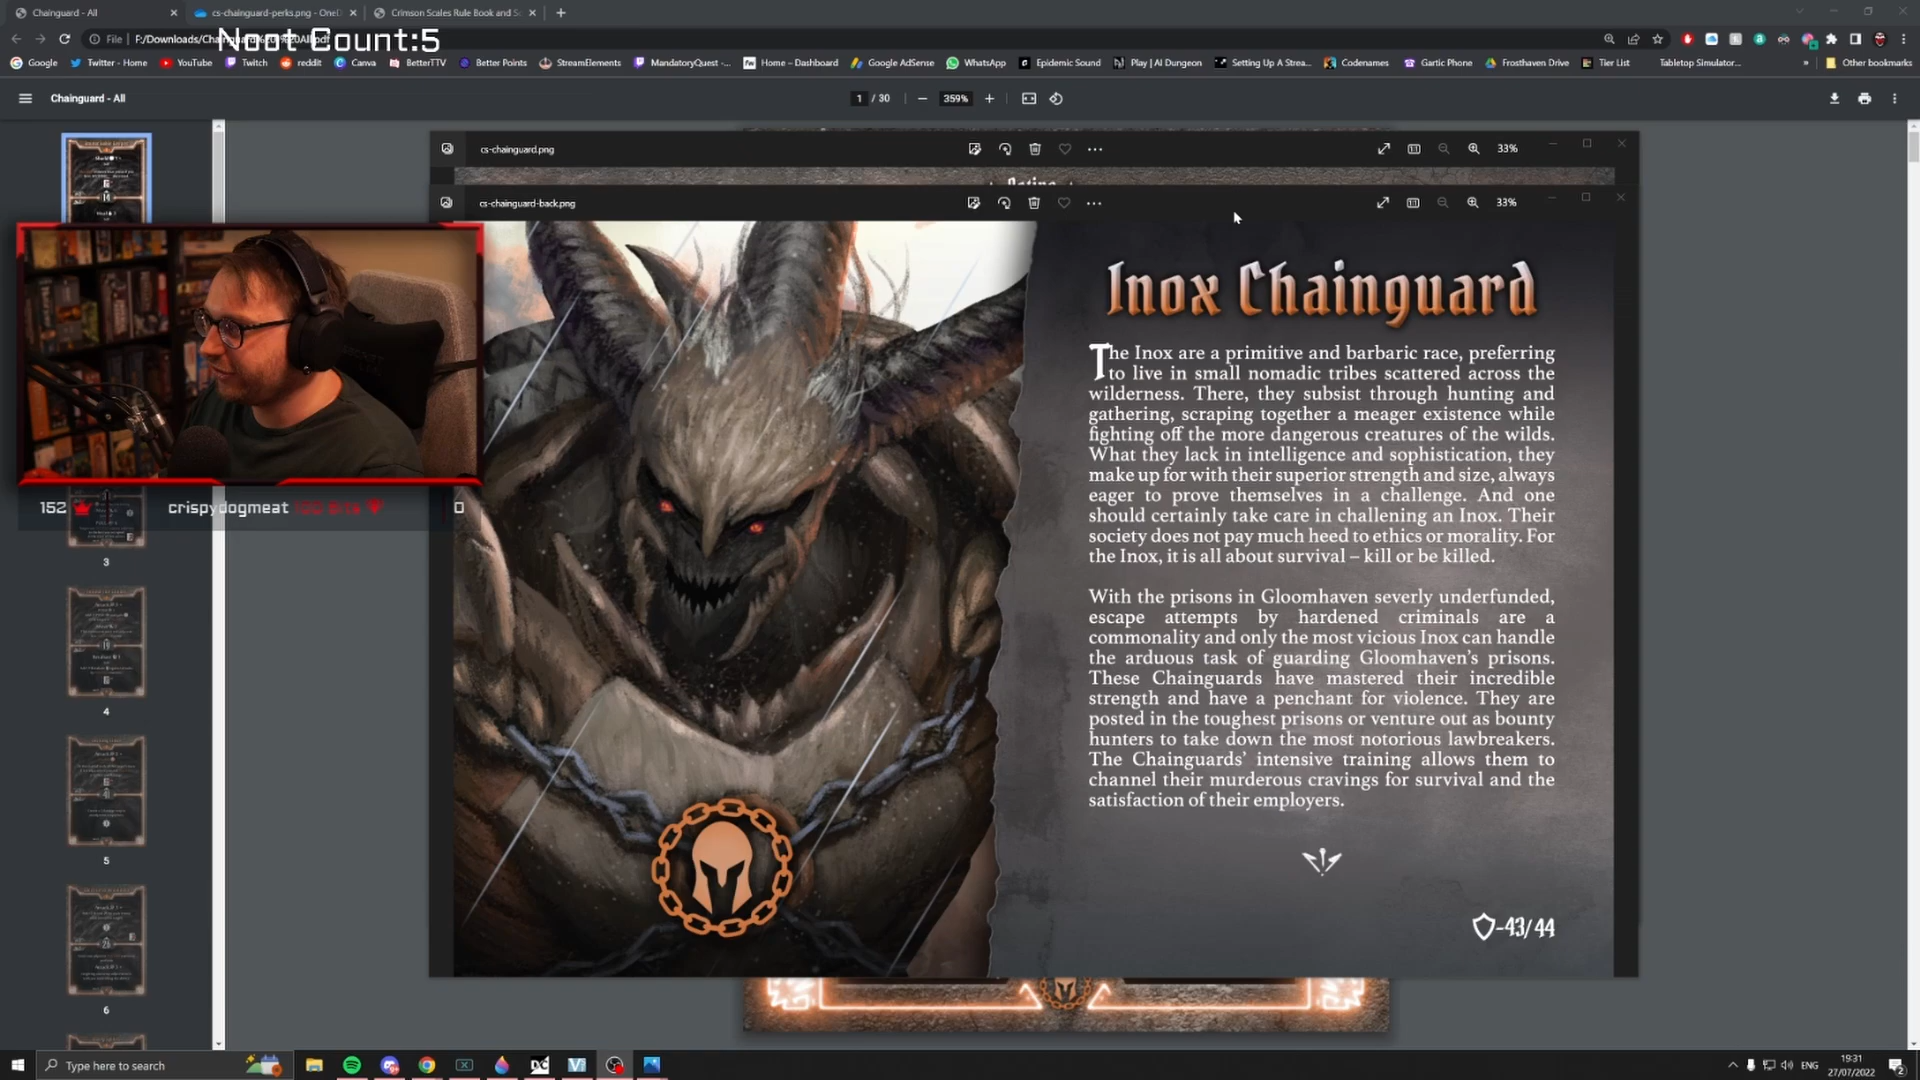 Chainguard - All
cs-chainguard-perks.png - OneD
Crimson Scales Rule Book and Sc
Noot Count:5
File
F:/Downloads/Chai
All.pdf
Google
Twitter - Home
YouTube
Twitch
reddit
Canva
BetterTTV
Better Points
StreamElements
MandatoryQuest -...
Home – Dashboard
Google AdSense
WhatsApp
Epidemic Sound
Play | AI Dungeon
Setting Up A Strea...
Codenames
Gartic Phone
Frosthaven Drive
Tier List
Tabletop Simulator...
»
Other bookmarks
Chainguard - All
1 / 30
359%
cs-chainguard.png
33%
cs-chainguard-back.png
33%
Inox Chainguard
The Inox are a primitive and barbaric race, preferring
to live in small nomadic tribes scattered across the
wilderness. There, they subsist through hunting and
gathering, scraping together a meager existence while
fighting off the more dangerous creatures of the wilds.
What they lack in intelligence and sophistication, they
make up for with their superior strength and size, always
eager to prove themselves in a challenge. And one
should certainly take care in challening an Inox. Their
society does not pay much heed to ethics or morality. For
the Inox, it is all about survival – kill or be killed.
With the prisons in Gloomhaven severly underfunded,
escape attempts by hardened criminals are a
commonality and only the most vicious Inox can handle
the arduous task of guarding Gloomhaven's prisons.
These Chainguards have mastered their incredible
strength and have a penchant for violence. They are
posted in the toughest prisons or venture out as bounty
hunters to take down the most notorious lawbreakers.
The Chainguards' intensive training allows them to
channel their murderous cravings for survival and the
satisfaction of their employers.
-43/44
152
crispydogmeat 100 Bits
0
3
4
5
6
Type here to search
ENG
19:31
27/07/2022
2